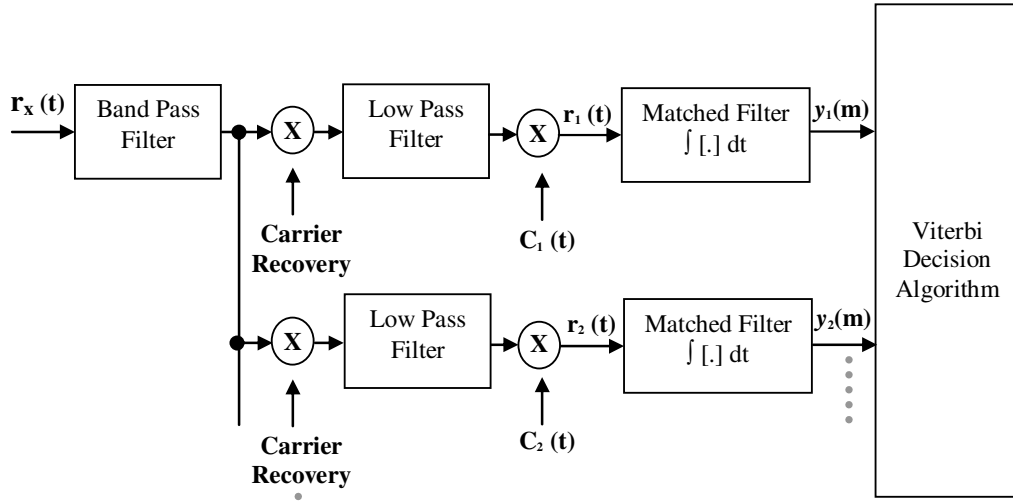 r_x (t)
Band Pass
Filter
X
Carrier
Recovery
Low Pass
Filter
X
C₁ (t)
r₁ (t)
Matched Filter
∫ [.] dt
y₁(m)
X
Carrier
Recovery
Low Pass
Filter
X
C₂ (t)
r₂ (t)
Matched Filter
∫ [.] dt
y₂(m)
Viterbi
Decision
Algorithm